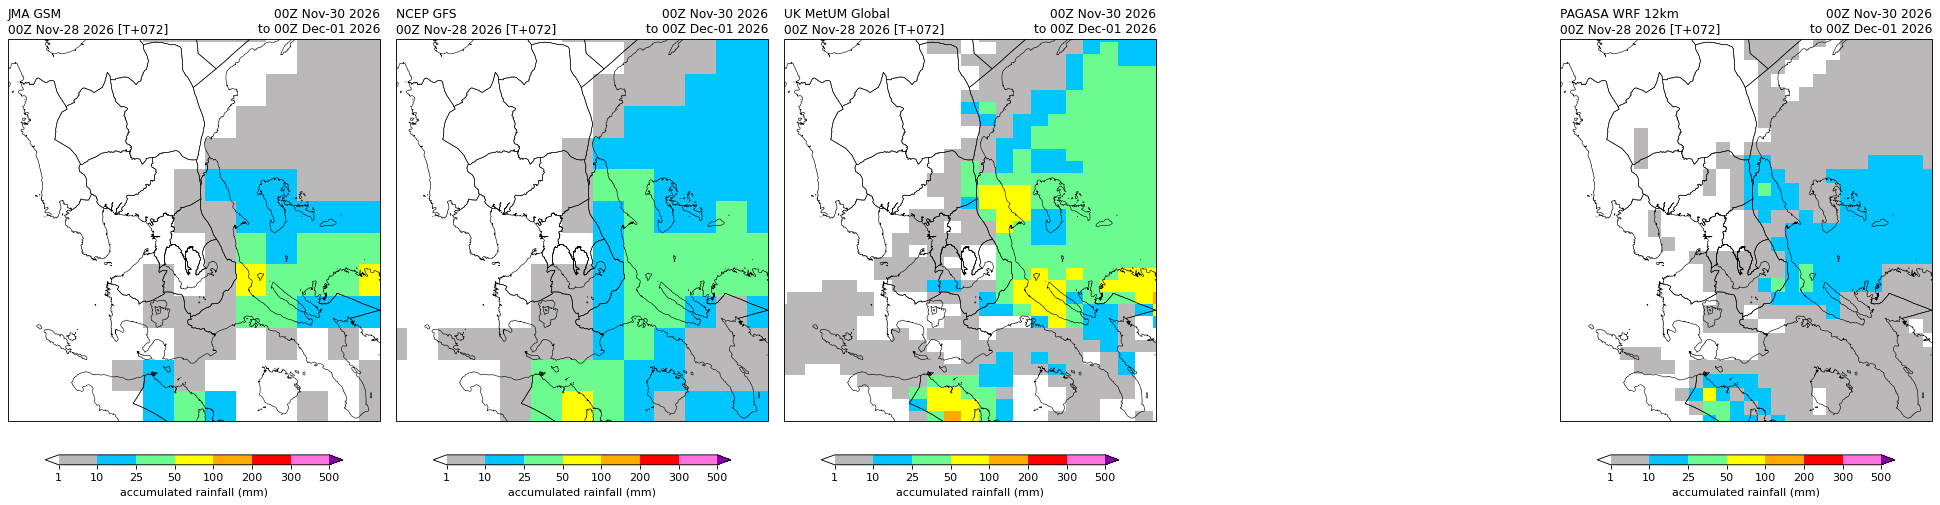 JMA GSM 00Z Nov-30 2026
00Z Nov-28 2026 [T+072] to 00Z Dec-01 2026
1 10 25 50 100 200 300 500
accumulated rainfall (mm)
NCEP GFS 00Z Nov-30 2026
00Z Nov-28 2026 [T+072] to 00Z Dec-01 2026
1 10 25 50 100 200 300 500
accumulated rainfall (mm)
UK MetUM Global 00Z Nov-30 2026
00Z Nov-28 2026 [T+072] to 00Z Dec-01 2026
1 10 25 50 100 200 300 500
accumulated rainfall (mm)
PAGASA WRF 12km 00Z Nov-30 2026
00Z Nov-28 2026 [T+072] to 00Z Dec-01 2026
1 10 25 50 100 200 300 500
accumulated rainfall (mm)